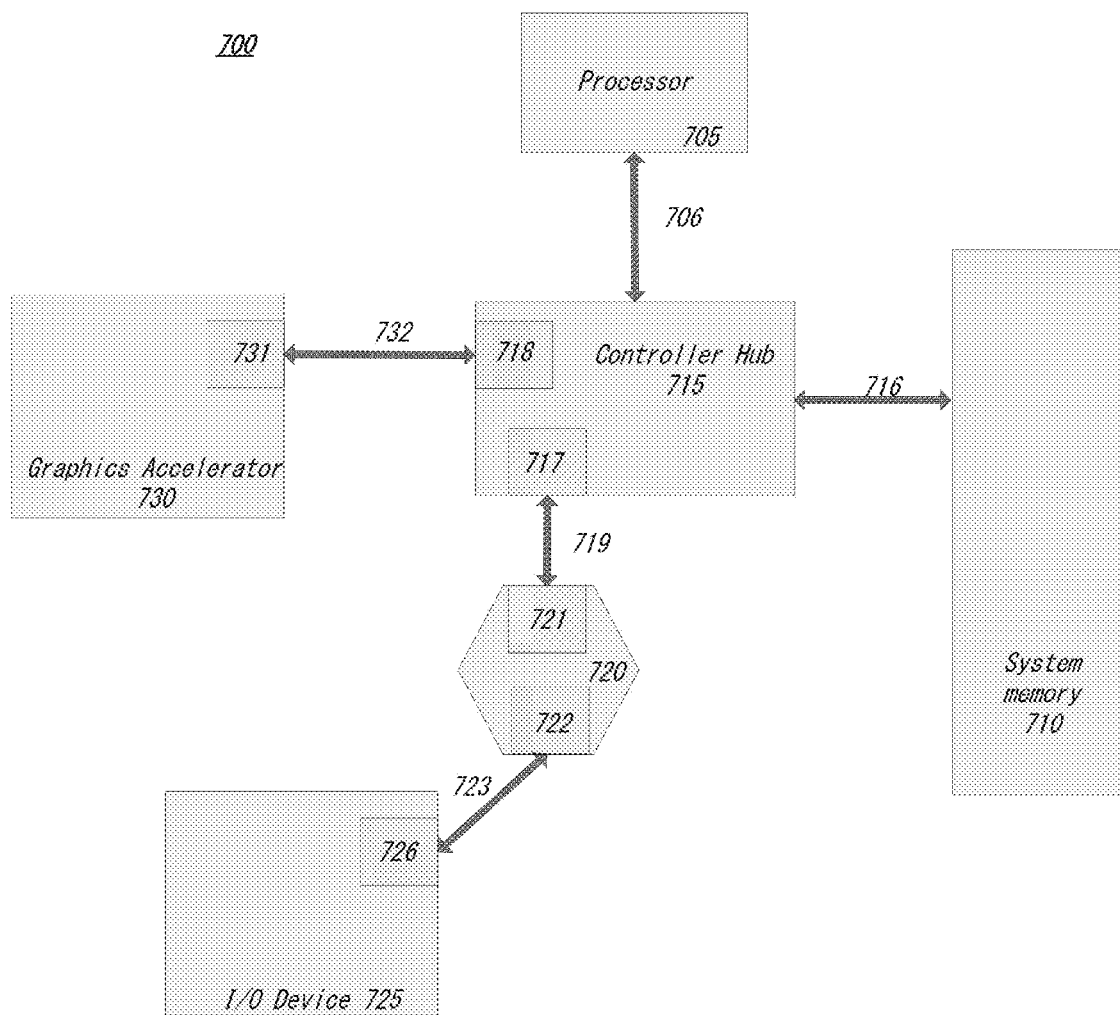 700
Processor
705
706
731
732
718
Controller Hub
715
716
Graphics Accelerator
730
717
719
721
720
722
System
memory
710
723
726
I/O Device 725